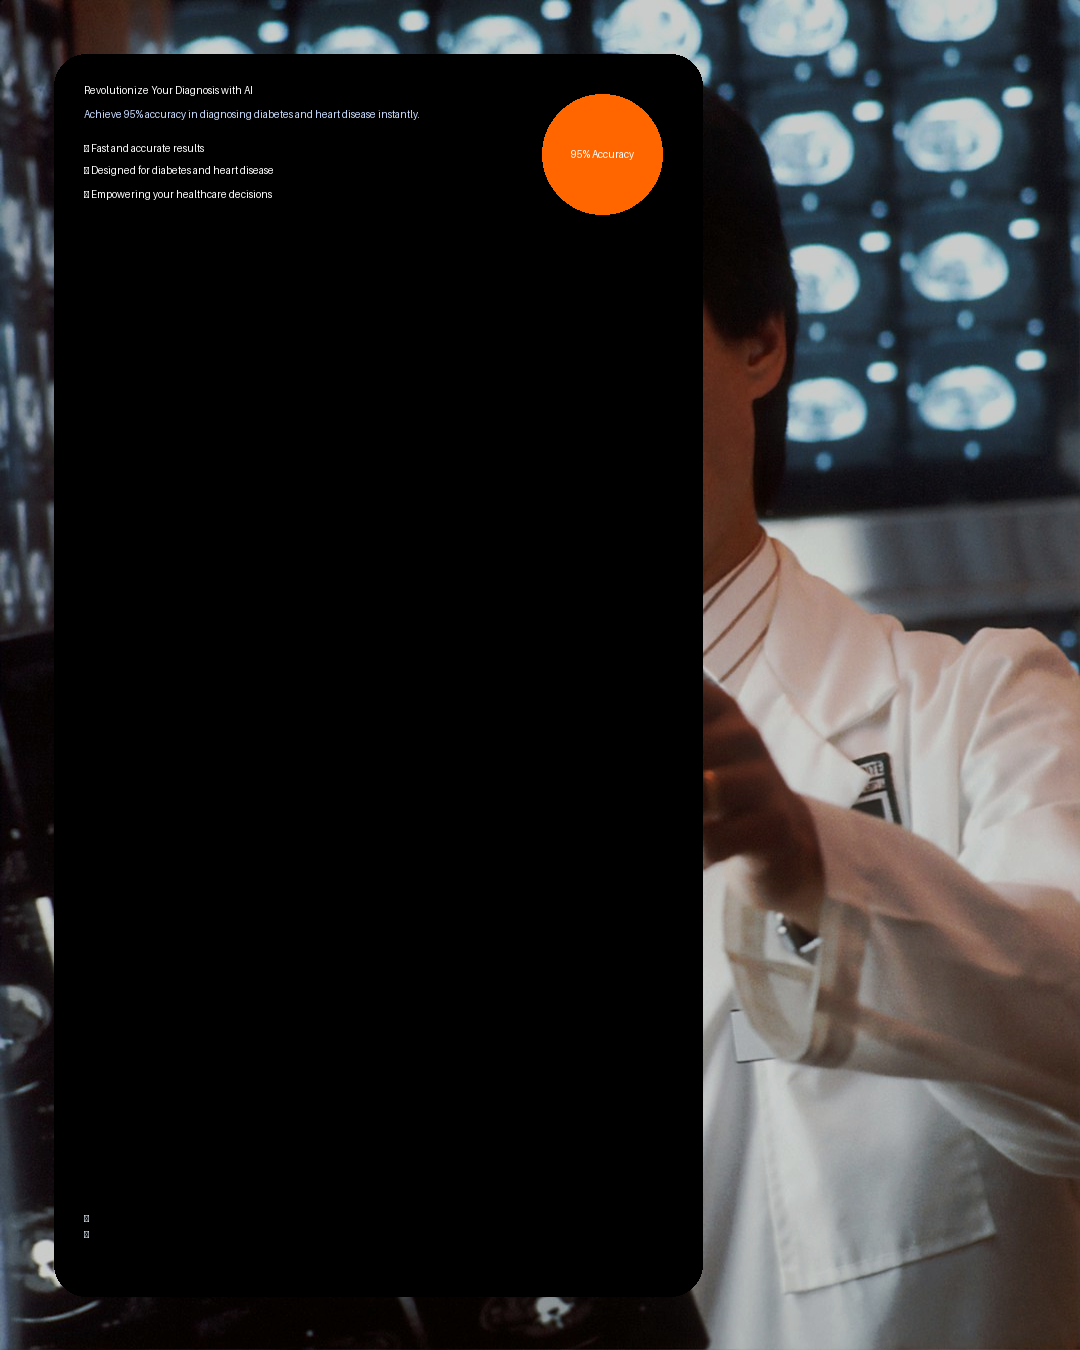 Revolutionize Your Diagnosis with AI
Achieve 95% accuracy in diagnosing diabetes and heart disease instantly.
Fast and accurate results
Designed for diabetes and heart disease
Empowering your healthcare decisions
95% Accuracy